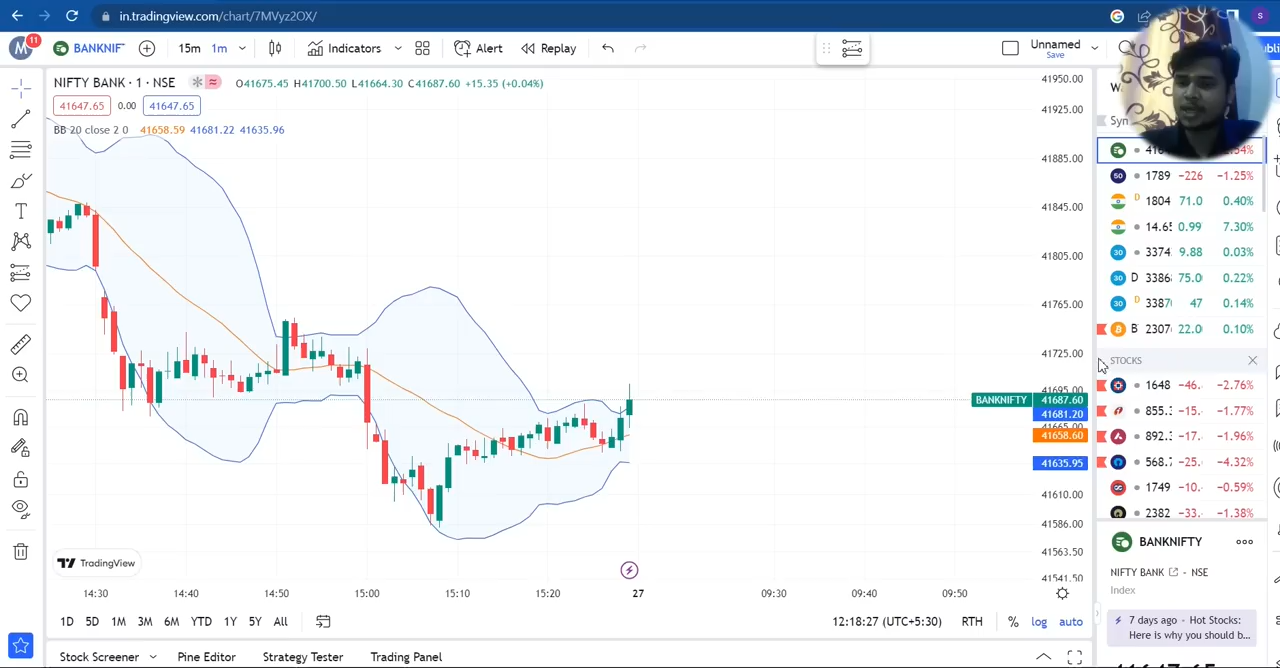 in.tradingview.com/chart/7MVyz2OX/
M 11 BANKNIF 15m 1m Indicators Alert Replay Unnamed
Save
NIFTY BANK · 1 · NSE O41675.45 H41700.50 L41664.30 C41687.60 +15.35 (+0.04%)
41647.65 0.00 41647.65
BB 20 close 2 0 41658.59 41681.22 41635.96
41950.00
41925.00
41885.00
41845.00
41805.00
41765.00
41725.00
41695.00
BANKNIFTY 41687.60
41681.20
41665.00
41658.60
41635.95
41610.00
41586.00
41563.50
41541.50
TradingView
14:30 14:40 14:50 15:00 15:10 15:20 27 09:30 09:40 09:50
1D 5D 1M 3M 6M YTD 1Y 5Y All 12:18:27 (UTC+5:30) RTH % log auto
Stock Screener Pine Editor Strategy Tester Trading Panel
Sym
50 1789 -226 -1.25%
D 1804 71.0 0.40%
14.65 0.99 7.30%
30 3374 9.88 0.03%
30 D 33868 75.0 0.22%
30 D 3387 47 0.14%
B 2307 22.0 0.10%
STOCKS
1648 -46. -2.76%
855.3 -15. -1.77%
892. -17. -1.96%
568.7 -25. -4.32%
1749 -10. -0.59%
2382 -33. -1.38%
BANKNIFTY
NIFTY BANK - NSE
Index
7 days ago - Hot Stocks:
Here is why you should b...